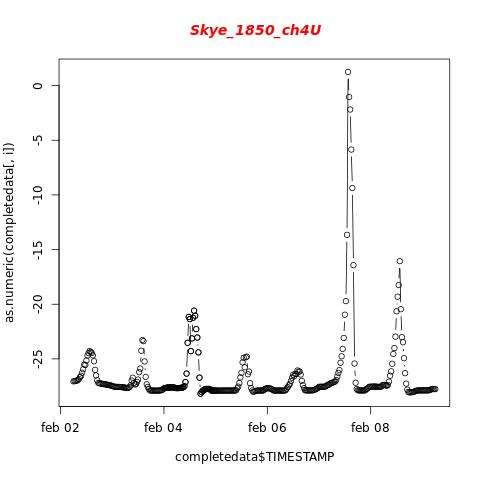 Skye_1850_ch4U
as.numeric(completedata[, i])
0
-5
-10
-15
-20
-25
feb 02 feb 04 feb 06 feb 08
completedata$TIMESTAMP